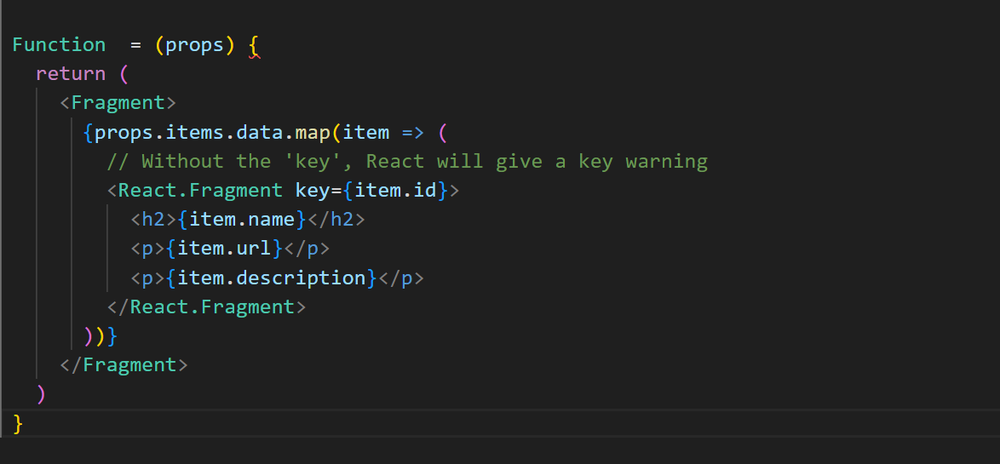 Function  = (props) {
  return (
    <Fragment>
      {props.items.data.map(item => (
        // Without the 'key', React will give a key warning
        <React.Fragment key={item.id}>
          <h2>{item.name}</h2>
          <p>{item.url}</p>
          <p>{item.description}</p>
        </React.Fragment>
      ))}
    </Fragment>
  )
}